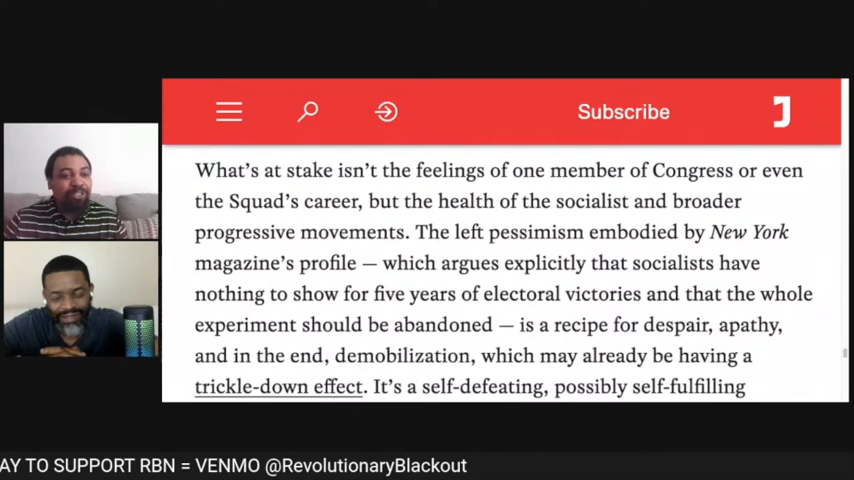 Subscribe
J
What's at stake isn't the feelings of one member of Congress or even
the Squad's career, but the health of the socialist and broader
progressive movements. The left pessimism embodied by New York
magazine's profile — which argues explicitly that socialists have
nothing to show for five years of electoral victories and that the whole
experiment should be abandoned — is a recipe for despair, apathy,
and in the end, demobilization, which may already be having a
trickle-down effect. It's a self-defeating, possibly self-fulfilling
AY TO SUPPORT RBN = VENMO @RevolutionaryBlackout